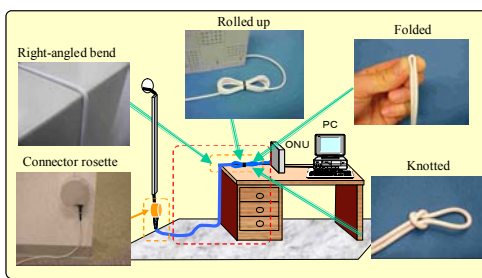 Rolled up
Folded
Right-angled bend
PC
ONU
Connector rosette
Knotted